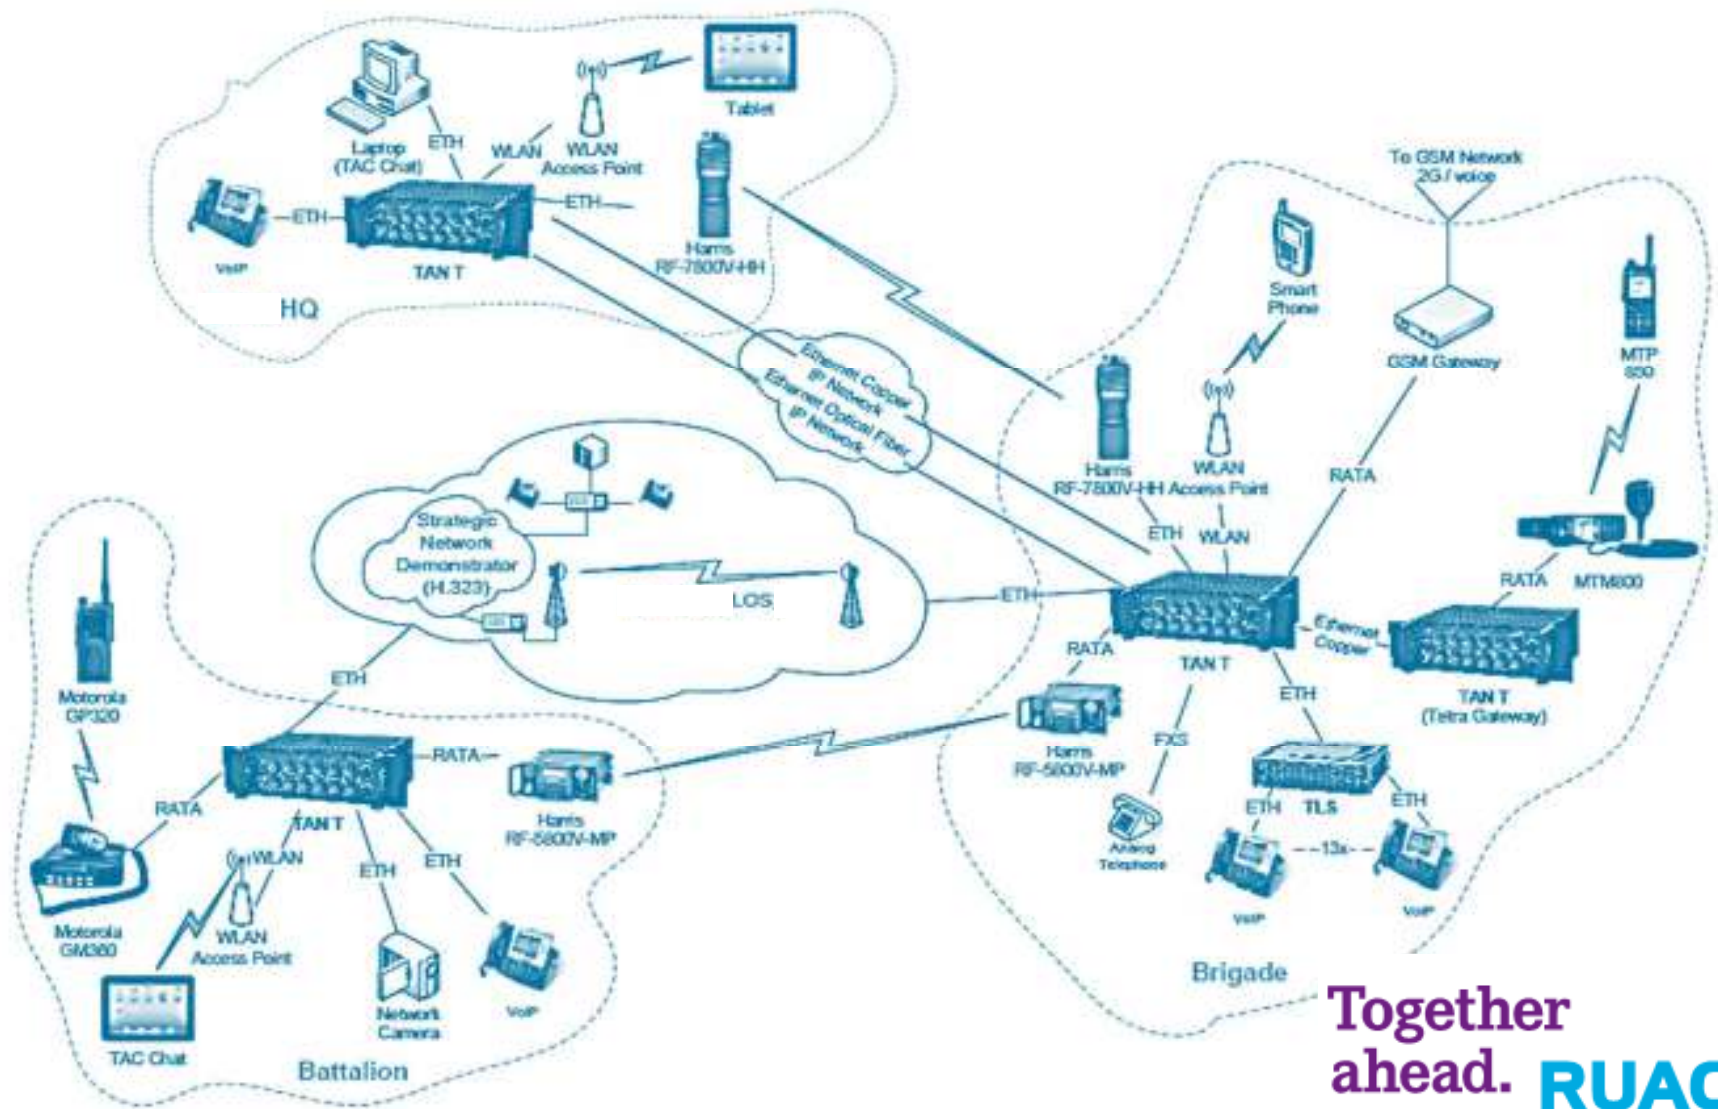 Tablet
Laptop
(TAC Chat)
ETH
WLAN
WLAN
Access Point
ETH
ETH
VoIP
TAN T
Harris
RF-7800V-HH
HQ
To GSM Network
2G / voice
Smart
Phone
GSM Gateway
MTP
850
Ethernet Copper
IP Network
Ethernet Optical Fiber
IP Network
Harris
RF-7800V-HH
WLAN
Access Point
RATA
ETH
WLAN
RATA
MTM800
Strategic
Network
Demonstrator
(H.323)
LOS
ETH
ETH
RATA
TAN T
Ethernet
Copper
TAN T
(Tetra Gateway)
ETH
Harris
RF-5800V-MP
FXS
TLS
ETH
ETH
Analog
Telephone
13x
VoIP
VoIP
Brigade
Motorola
GP320
RATA
RATA
TAN T
Harris
RF-5800V-MP
WLAN
ETH
ETH
Motorola
GM360
WLAN
Access Point
TAC Chat
Network
Camera
VoIP
Battalion
Together
ahead. RUAG